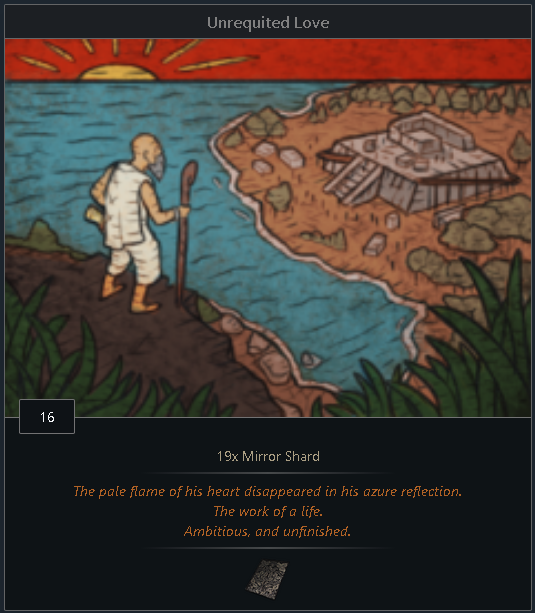 Unrequited Love
16
19x Mirror Shard
The pale flame of his heart disappeared in his azure reflection.
The work of a life.
Ambitious, and unfinished.